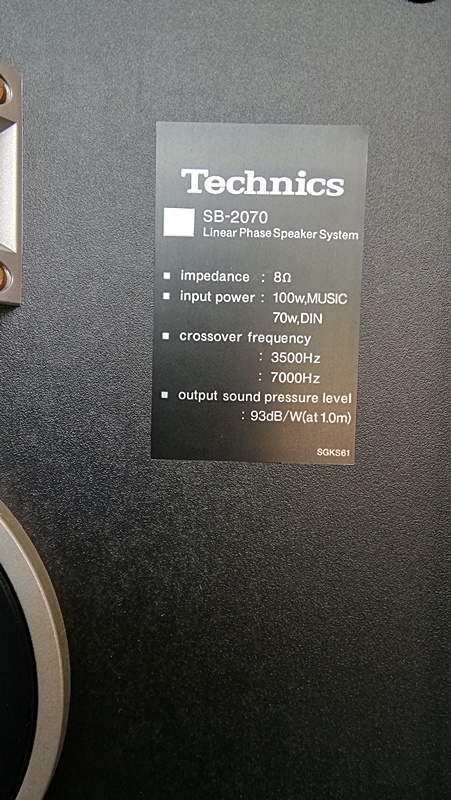 Technics
SB-2070
Linear Phase Speaker System
■ impedance : 8Ω
■ input power : 100w,MUSIC
70w,DIN
■ crossover frequency
: 3500Hz
: 7000Hz
■ output sound pressure level
: 93dB/W(at 1.0m)
SGKS61